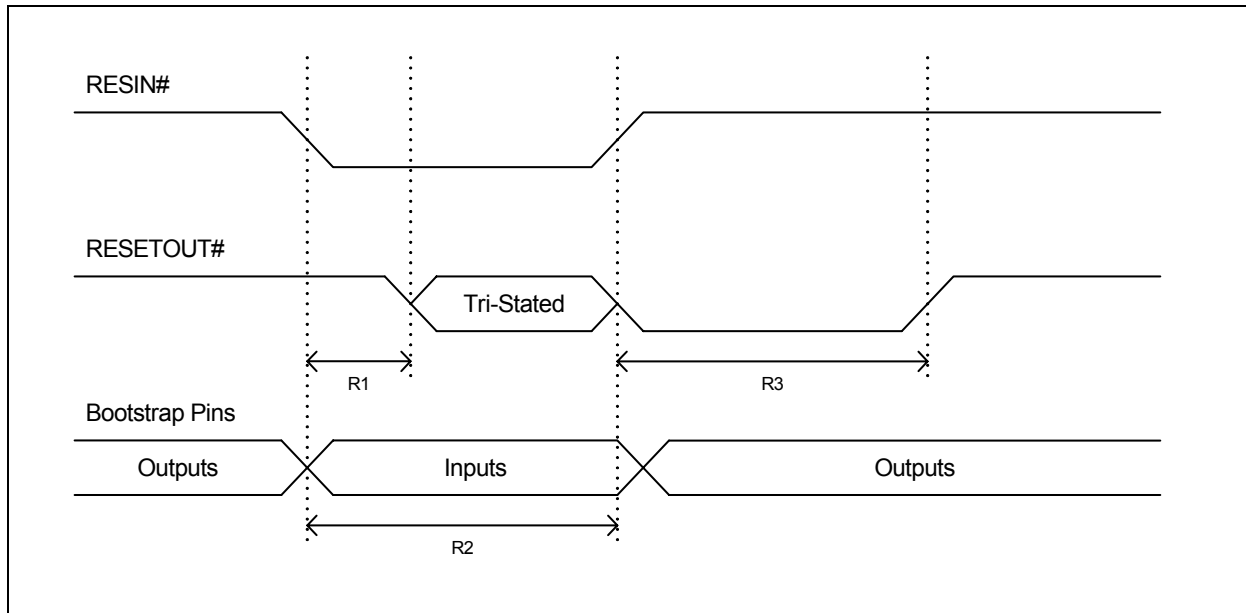 RESIN#
RESETOUT#
Tri-Stated
R1
R3
Bootstrap Pins
Outputs
Inputs
Outputs
R2